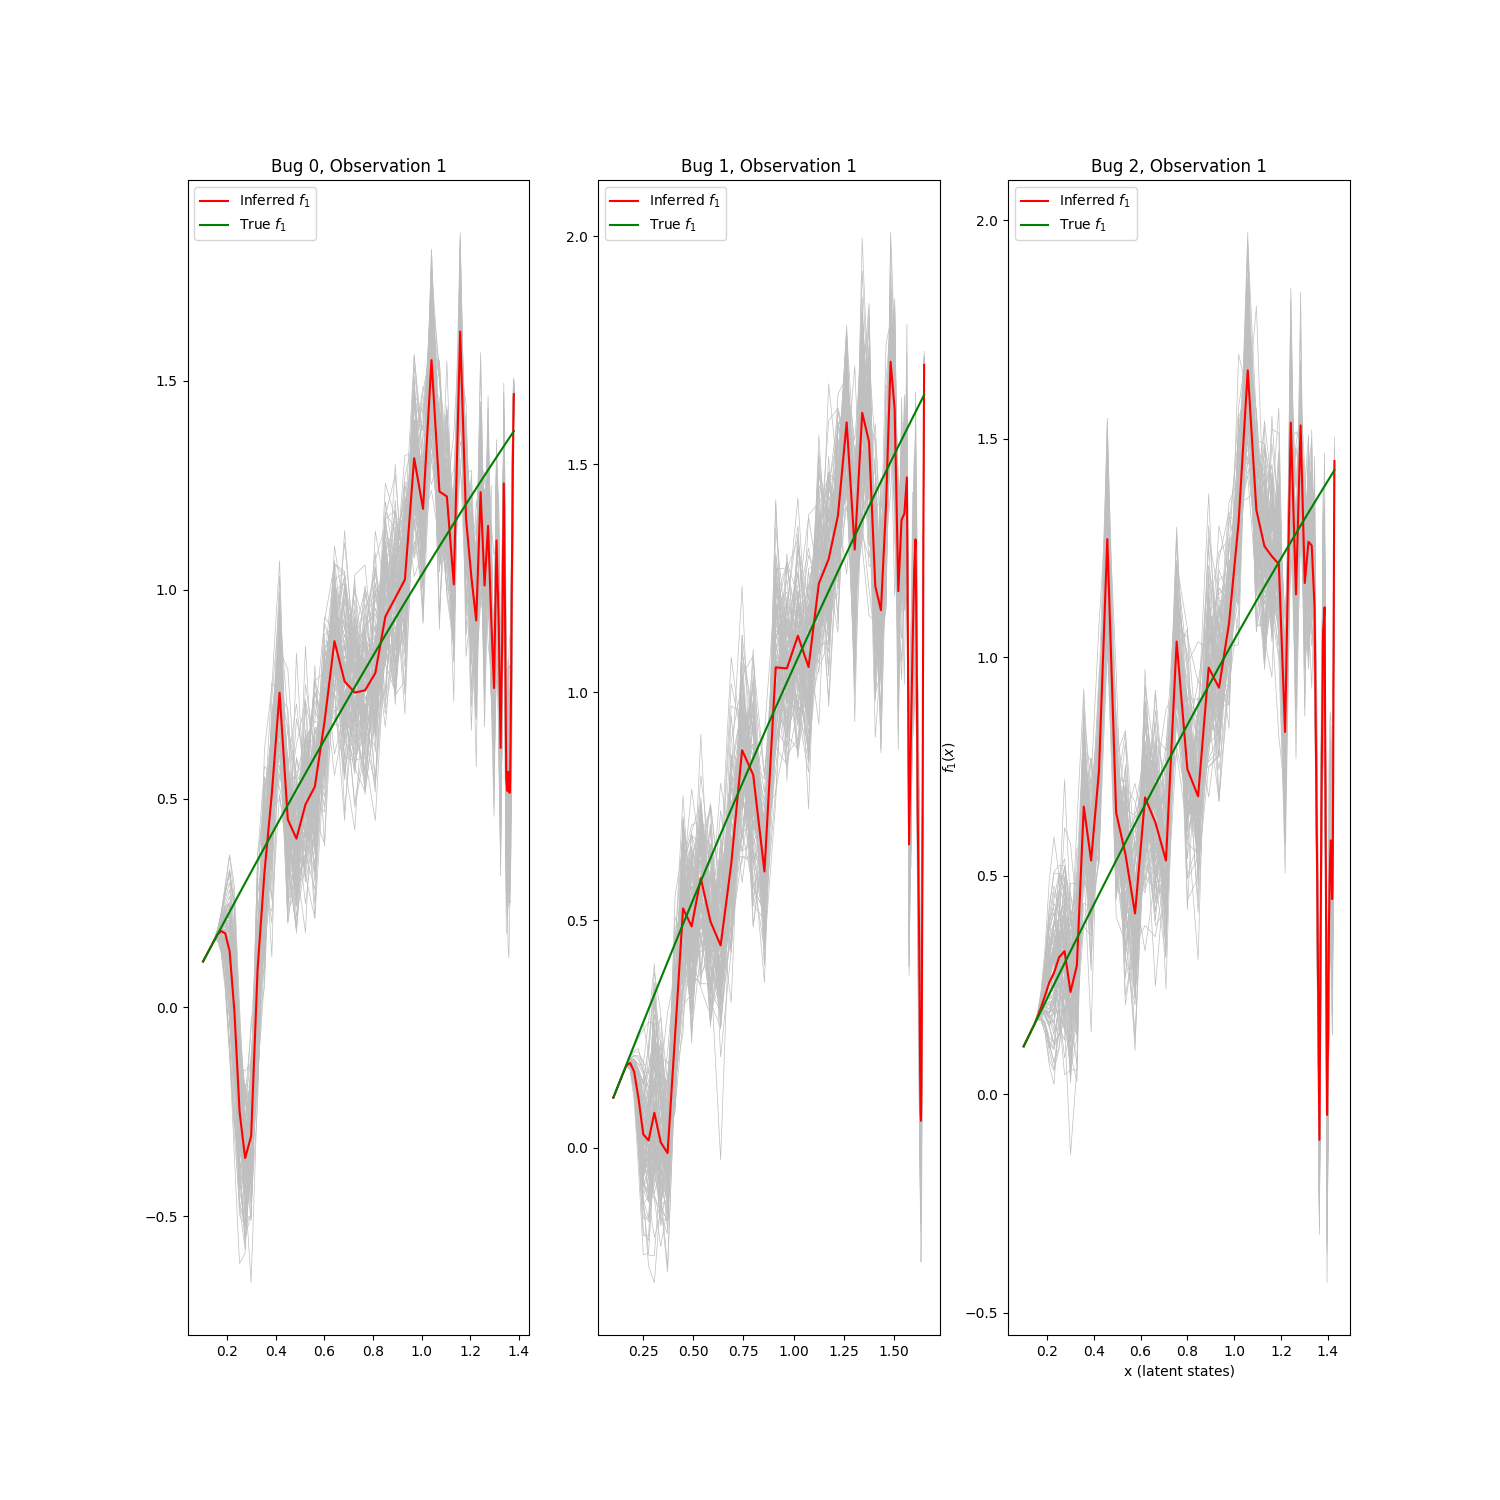 Bug 0, Observation 1
Inferred f₁
True f₁
1.5
1.0
0.5
0.0
−0.5
0.2 0.4 0.6 0.8 1.0 1.2 1.4
Bug 1, Observation 1
Inferred f₁
True f₁
2.0
1.5
1.0
0.5
0.0
0.25 0.50 0.75 1.00 1.25 1.50
Bug 2, Observation 1
Inferred f₁
True f₁
f₁(x)
2.0
1.5
1.0
0.5
0.0
−0.5
0.2 0.4 0.6 0.8 1.0 1.2 1.4
x (latent states)